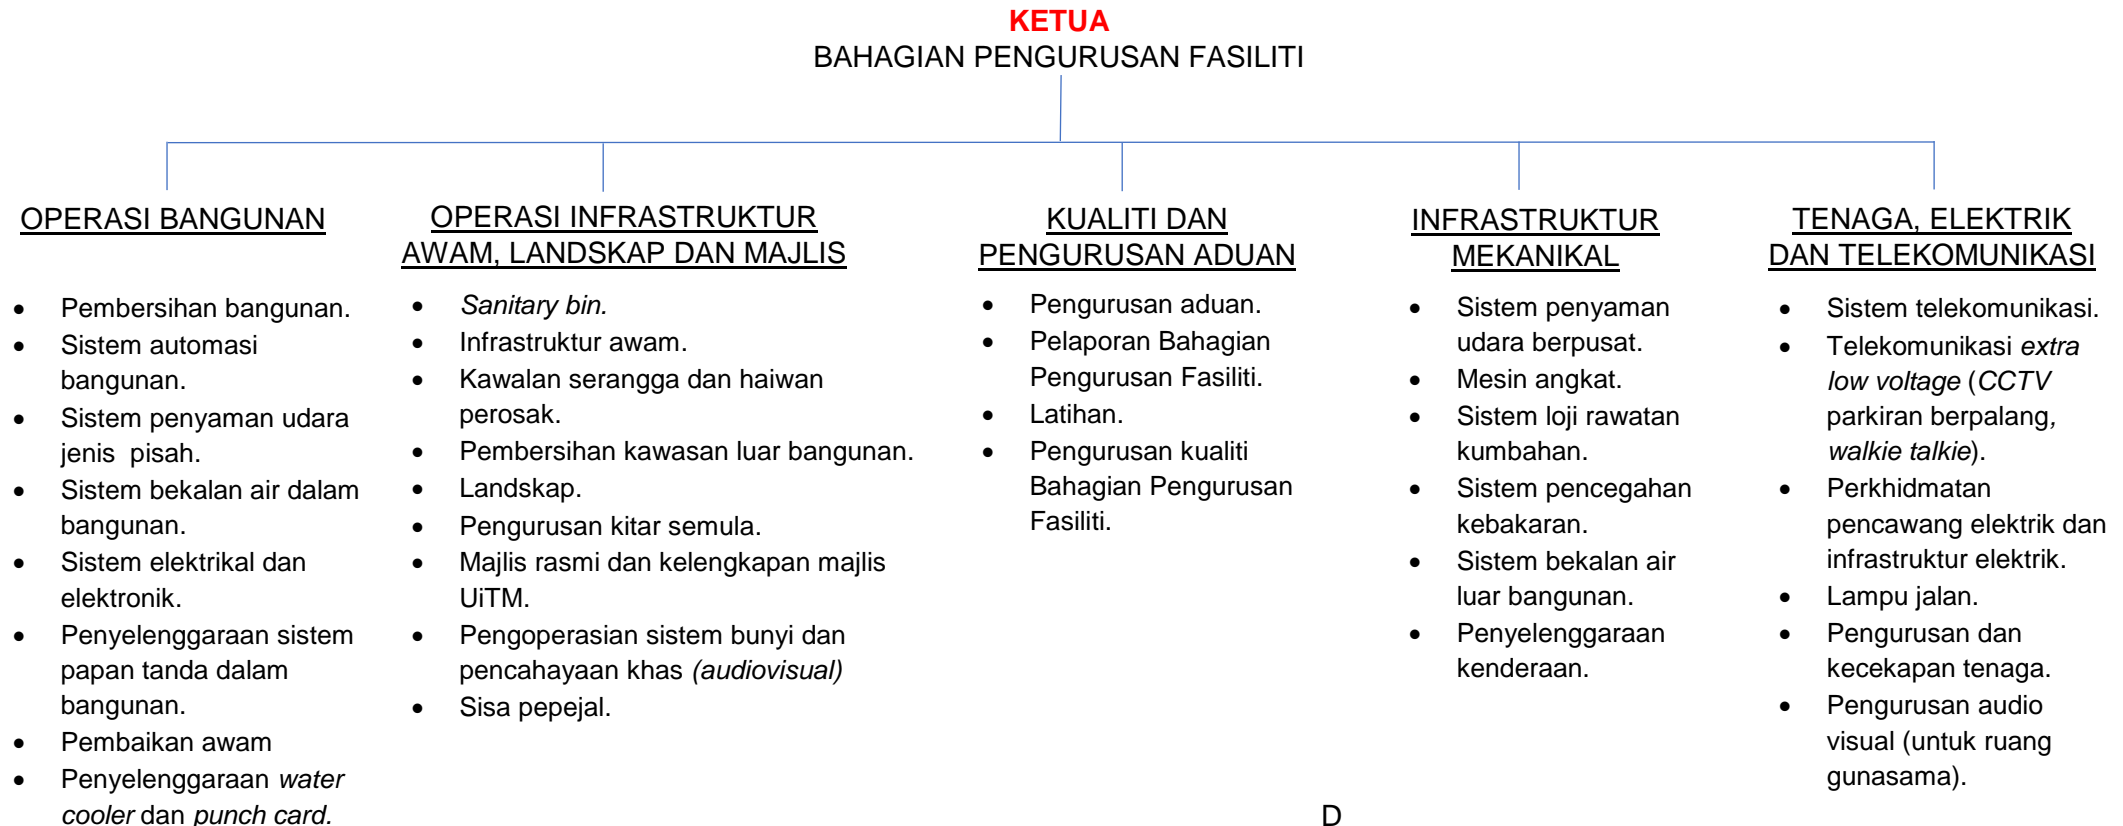 KETUA
BAHAGIAN PENGURUSAN FASILITI
OPERASI BANGUNAN
• Pembersihan bangunan.
• Sistem automasi
bangunan.
• Sistem penyaman udara
jenis pisah.
• Sistem bekalan air dalam
bangunan.
• Sistem elektrikal dan
elektronik.
• Penyelenggaraan sistem
papan tanda dalam
bangunan.
• Pembaikan awam
• Penyelenggaraan water
cooler dan punch card.
OPERASI INFRASTRUKTUR
AWAM, LANDSKAP DAN MAJLIS
• Sanitary bin.
• Infrastruktur awam.
• Kawalan serangga dan haiwan
perosak.
• Pembersihan kawasan luar bangunan.
• Landskap.
• Pengurusan kitar semula.
• Majlis rasmi dan kelengkapan majlis
UiTM.
• Pengoperasian sistem bunyi dan
pencahayaan khas (audiovisual)
• Sisa pepejal.
KUALITI DAN
PENGURUSAN ADUAN
• Pengurusan aduan.
• Pelaporan Bahagian
Pengurusan Fasiliti.
• Latihan.
• Pengurusan kualiti
Bahagian Pengurusan
Fasiliti.
INFRASTRUKTUR
MEKANIKAL
• Sistem penyaman
udara berpusat.
• Mesin angkat.
• Sistem loji rawatan
kumbahan.
• Sistem pencegahan
kebakaran.
• Sistem bekalan air
luar bangunan.
• Penyelenggaraan
kenderaan.
TENAGA, ELEKTRIK
DAN TELEKOMUNIKASI
• Sistem telekomunikasi.
• Telekomunikasi extra
low voltage (CCTV
parkiran berpalang,
walkie talkie).
• Perkhidmatan
pencawang elektrik dan
infrastruktur elektrik.
• Lampu jalan.
• Pengurusan dan
kecekapan tenaga.
• Pengurusan audio
visual (untuk ruang
gunasama).
D